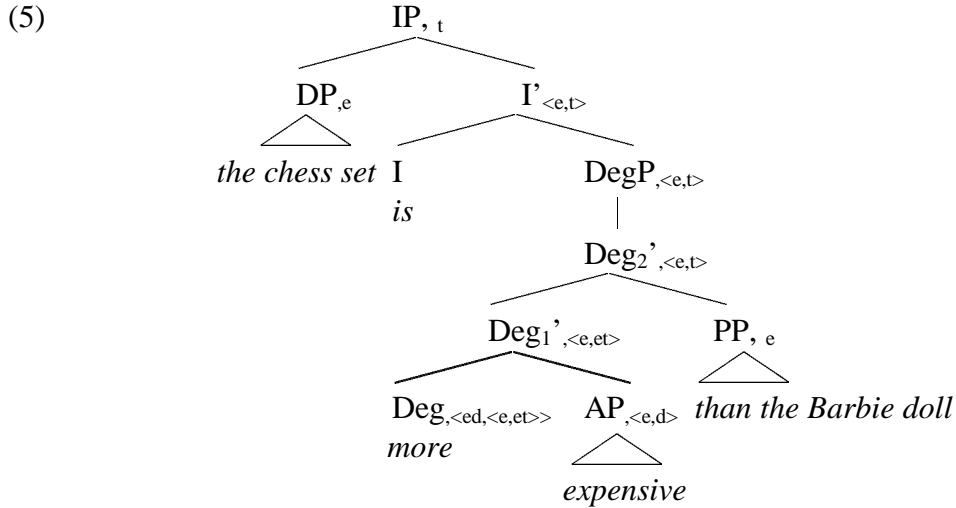 (5) IP, t
DP,e I'<e,t>
the chess set I DegP,<e,t>
is
Deg2',<e,t>
Deg1',<e,et> PP, e
Deg,<ed,<e,et>> AP,<e,d> than the Barbie doll
more
expensive